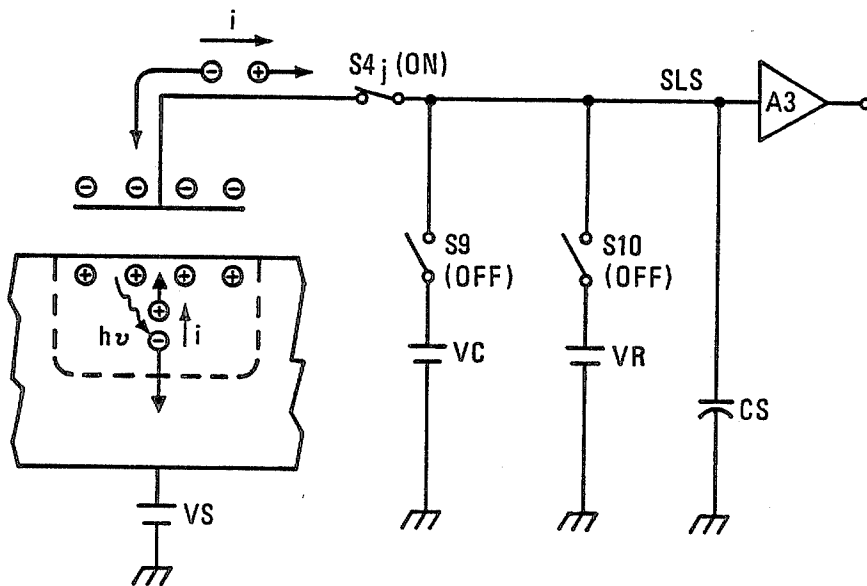 i
S4j (ON)
SLS
A3
S9
(OFF)
S10
(OFF)
hν
i
VC
VR
CS
VS